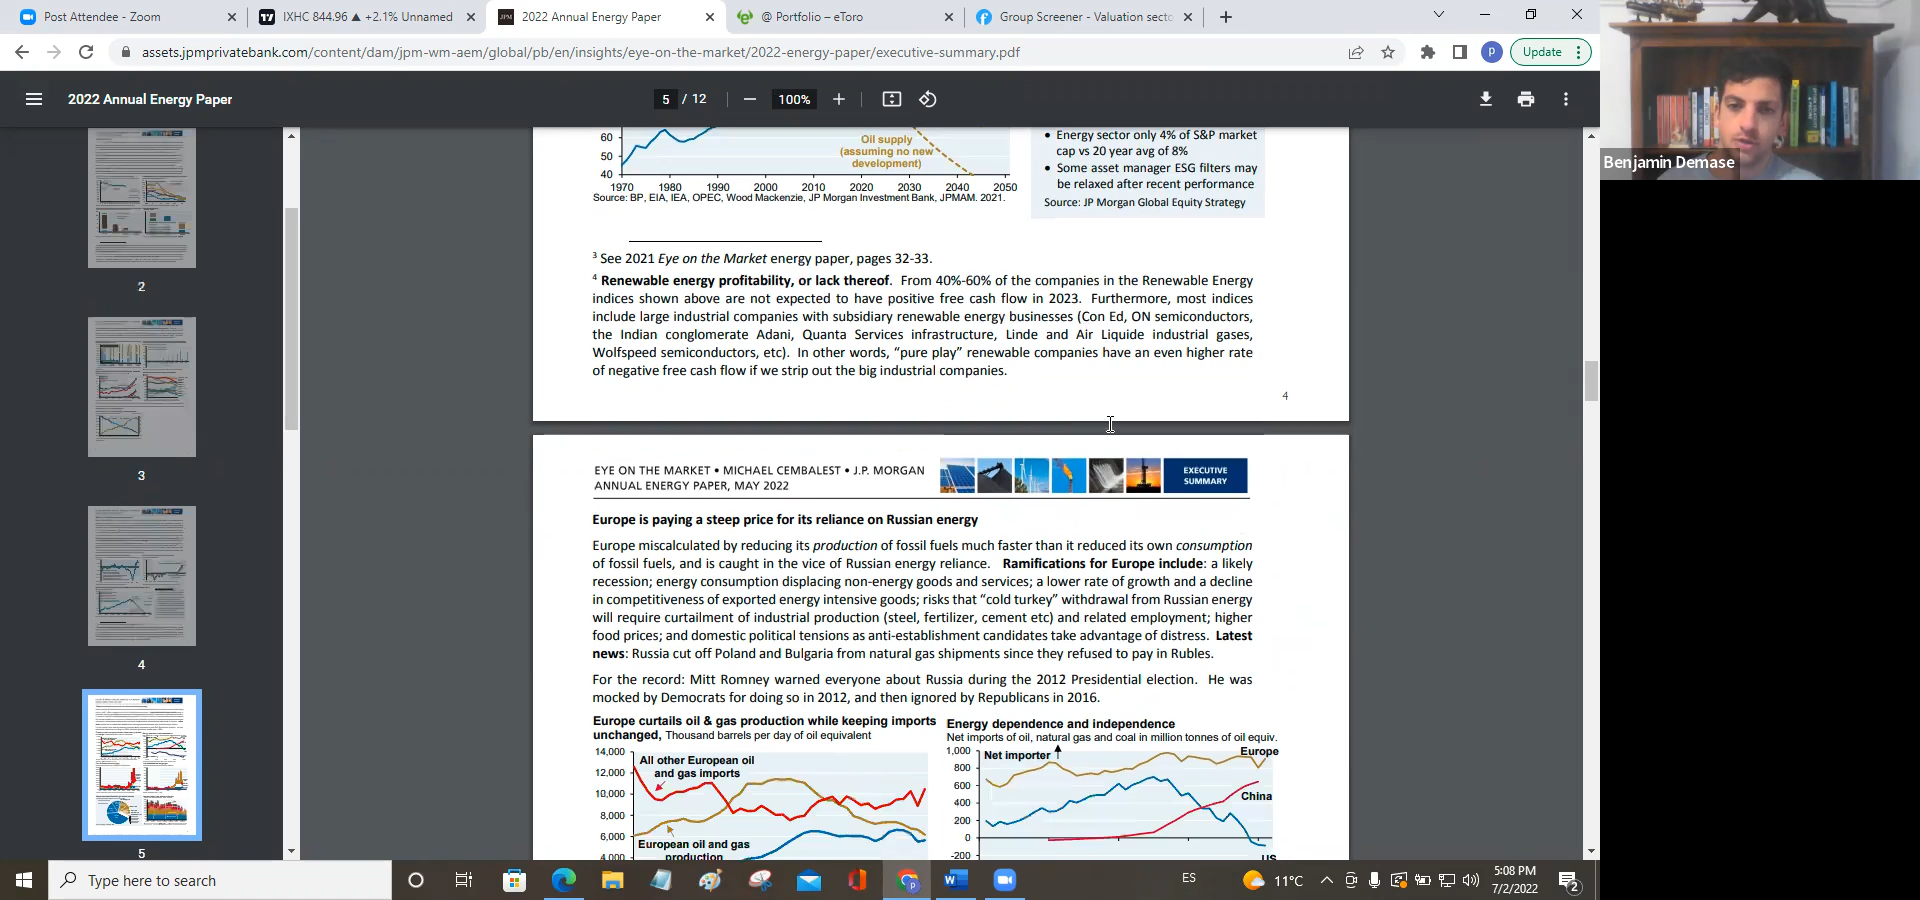 Post Attendee - Zoom
IXHC 844.96 ▲ +2.1% Unnamed
2022 Annual Energy Paper
@ Portfolio – eToro
Group Screener - Valuation secto
assets.jpmprivatebank.com/content/dam/jpm-wm-aem/global/pb/en/insights/eye-on-the-market/2022-energy-paper/executive-summary.pdf
P
Update
2022 Annual Energy Paper
5 / 12
100%
2
3
4
5
60
50
40
Oil supply
(assuming no new
development)
1970 1980 1990 2000 2010 2020 2030 2040 2050
Source: BP, EIA, IEA, OPEC, Wood Mackenzie, JP Morgan Investment Bank, JPMAM. 2021.
• Energy sector only 4% of S&P market
cap vs 20 year avg of 8%
• Some asset manager ESG filters may
be relaxed after recent performance
Source: JP Morgan Global Equity Strategy
3 See 2021 Eye on the Market energy paper, pages 32-33.
4 Renewable energy profitability, or lack thereof. From 40%-60% of the companies in the Renewable Energy
indices shown above are not expected to have positive free cash flow in 2023. Furthermore, most indices
include large industrial companies with subsidiary renewable energy businesses (Con Ed, ON semiconductors,
the Indian conglomerate Adani, Quanta Services infrastructure, Linde and Air Liquide industrial gases,
Wolfspeed semiconductors, etc). In other words, “pure play” renewable companies have an even higher rate
of negative free cash flow if we strip out the big industrial companies.
4
EYE ON THE MARKET • MICHAEL CEMBALEST • J.P. MORGAN
ANNUAL ENERGY PAPER, MAY 2022
EXECUTIVE
SUMMARY
Europe is paying a steep price for its reliance on Russian energy
Europe miscalculated by reducing its production of fossil fuels much faster than it reduced its own consumption
of fossil fuels, and is caught in the vice of Russian energy reliance. Ramifications for Europe include: a likely
recession; energy consumption displacing non-energy goods and services; a lower rate of growth and a decline
in competitiveness of exported energy intensive goods; risks that “cold turkey” withdrawal from Russian energy
will require curtailment of industrial production (steel, fertilizer, cement etc) and related employment; higher
food prices; and domestic political tensions as anti-establishment candidates take advantage of distress. Latest
news: Russia cut off Poland and Bulgaria from natural gas shipments since they refused to pay in Rubles.
For the record: Mitt Romney warned everyone about Russia during the 2012 Presidential election. He was
mocked by Democrats for doing so in 2012, and then ignored by Republicans in 2016.
Europe curtails oil & gas production while keeping imports
unchanged, Thousand barrels per day of oil equivalent
14,000
12,000
10,000
8,000
6,000
4,000
All other European oil
and gas imports
European oil and gas
production
Energy dependence and independence
Net imports of oil, natural gas and coal in million tonnes of oil equiv.
1,000
800
600
400
200
0
-200
Net importer
Europe
China
US
Benjamin Demase
Type here to search
ES
11°C
5:08 PM
7/2/2022
2